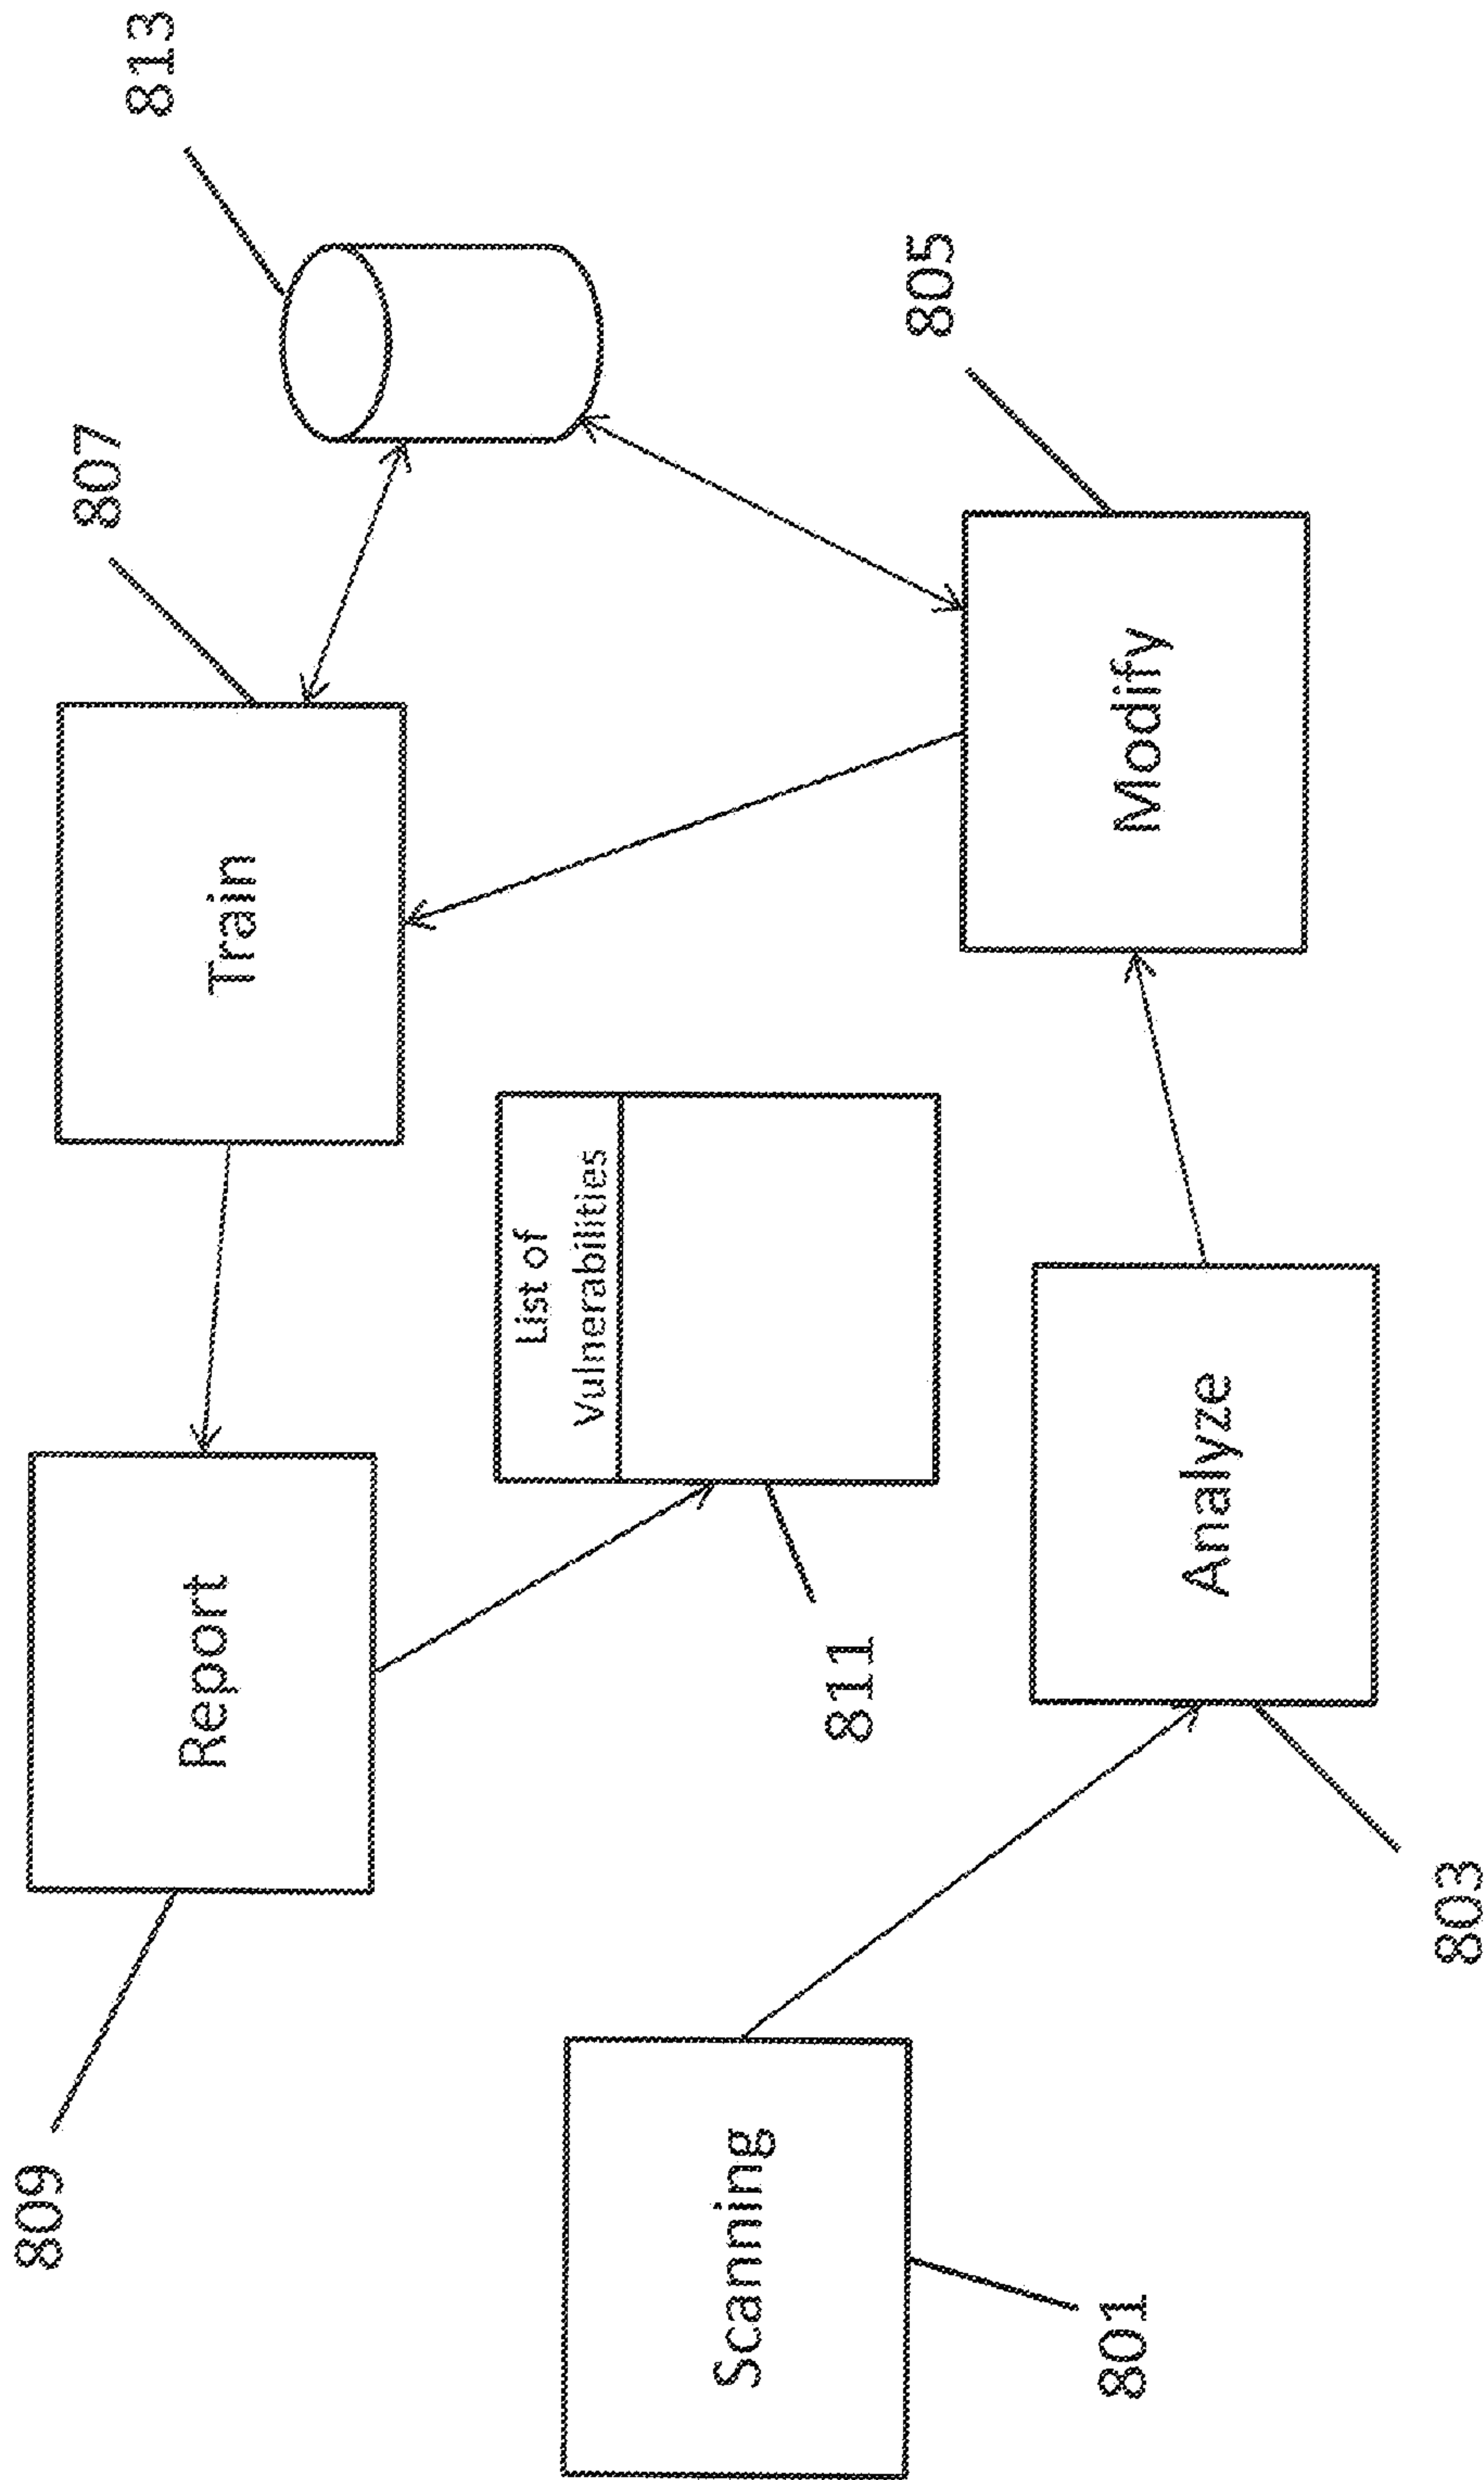 809
807
813
Report
Train
List of
Vulnerabilities
Scanning
811
805
801
Modify
Analyze
803